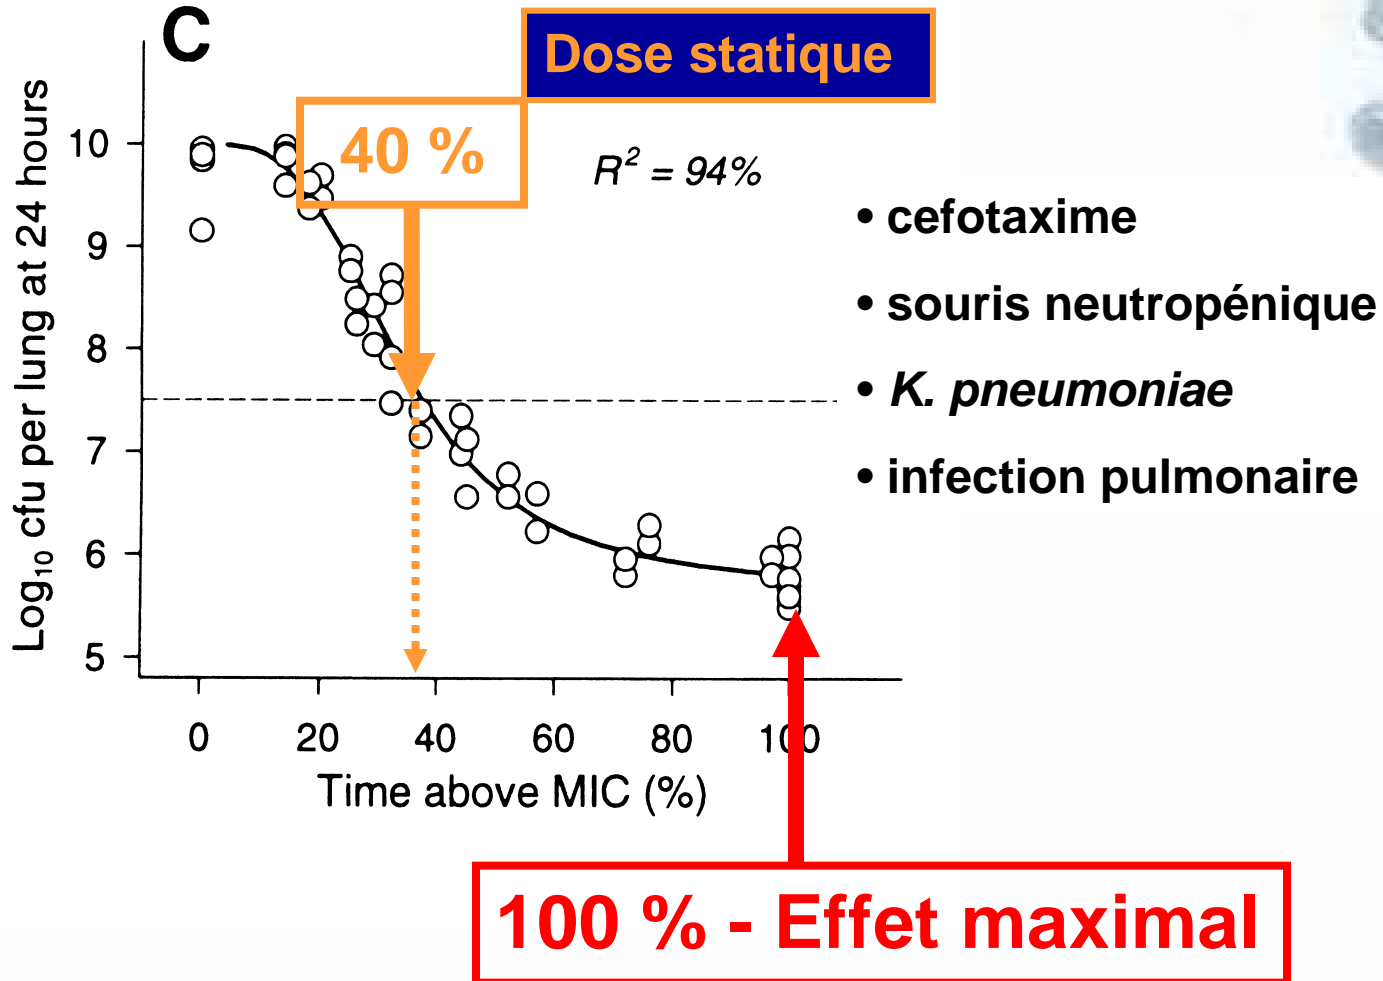 C
Dose statique
40 %
R² = 94%
Log₁₀ cfu per lung at 24 hours
10
9
8
7
6
5
0 20 40 60 80 100
Time above MIC (%)
• cefotaxime
• souris neutropénique
• K. pneumoniae
• infection pulmonaire
100 % - Effet maximal